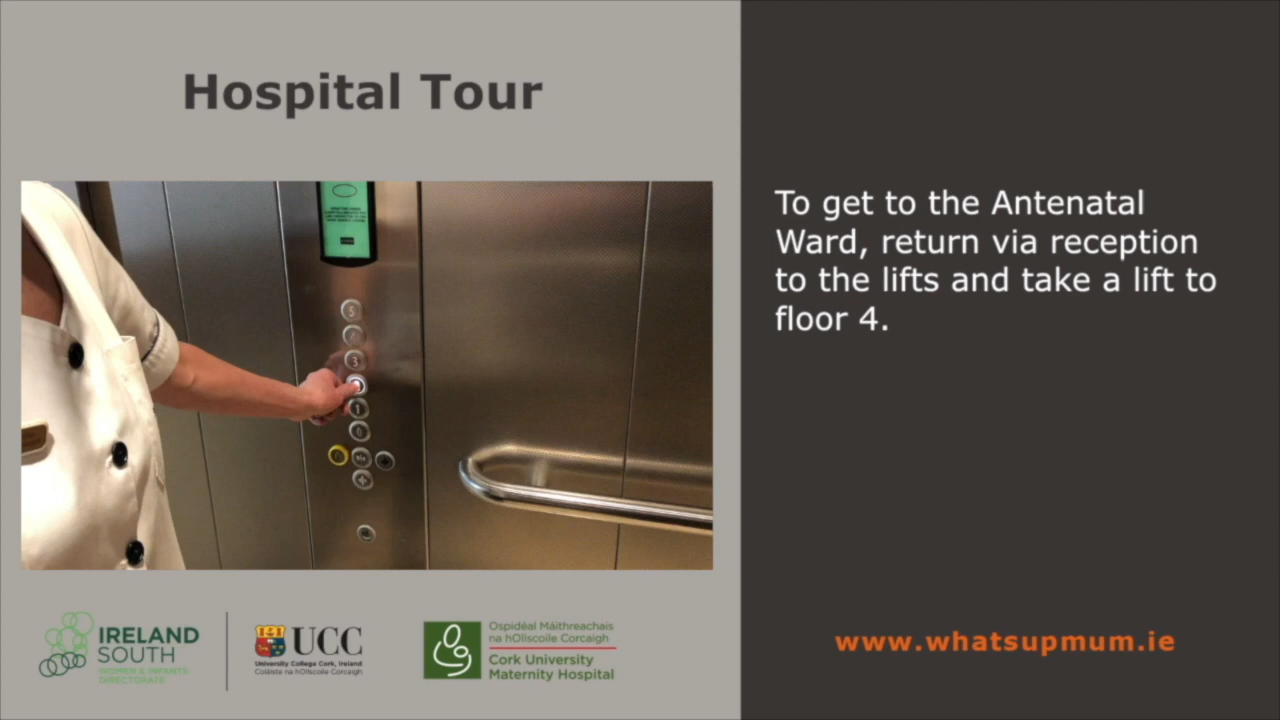 Hospital Tour
5
3
1
0
To get to the Antenatal
Ward, return via reception
to the lifts and take a lift to
floor 4.
IRELAND
SOUTH
WOMEN & INFANTS
DIRECTORATE
UCC
University College Cork, Ireland
Coláiste na hOllscoile Corcaigh
Ospidéal Máithreachais
na hOllscoile Corcaigh
Cork University
Maternity Hospital
www.whatsupmum.ie